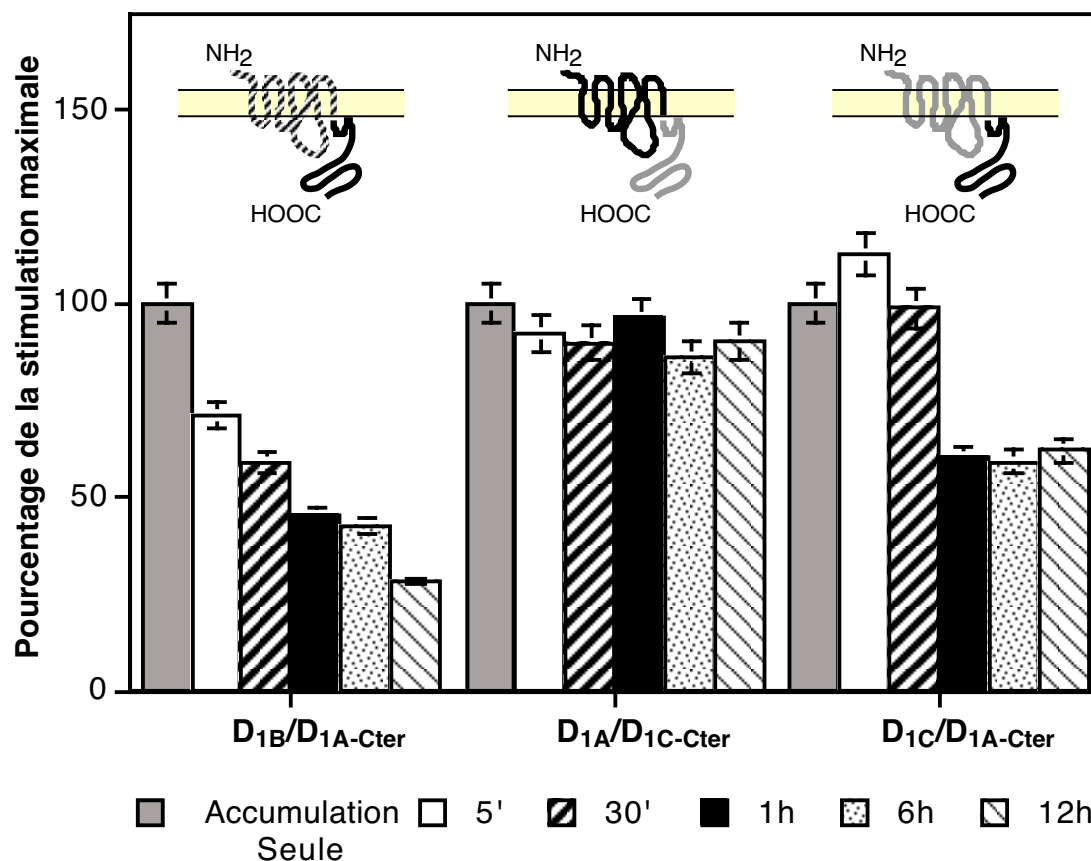 Pourcentage de la stimulation maximale
150
100
50
0
NH2
HOOC
NH2
HOOC
NH2
HOOC
D1B/D1A-Cter
D1A/D1C-Cter
D1C/D1A-Cter
Accumulation Seule
5'
30'
1h
6h
12h